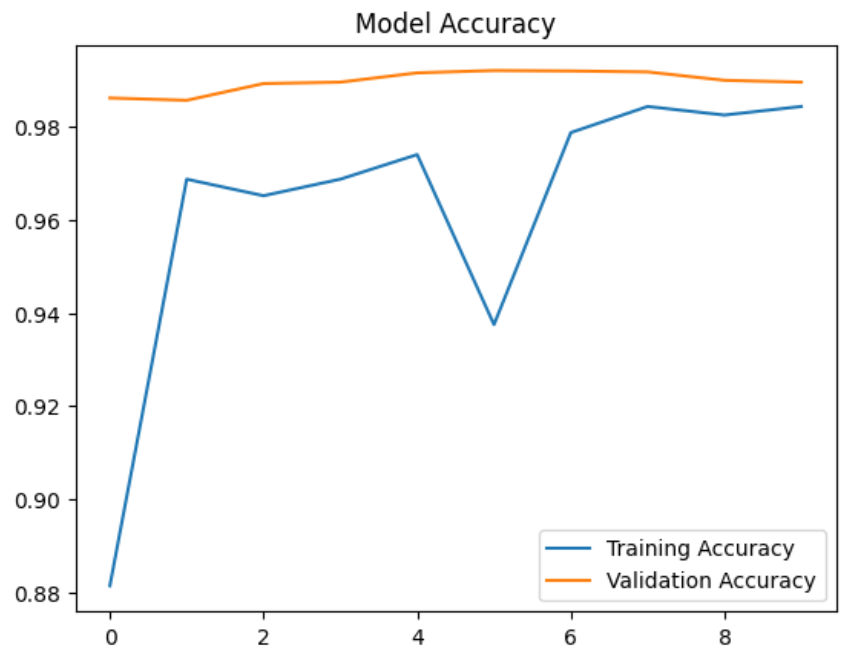 Model Accuracy
0.98
0.96
0.94
0.92
0.90
0.88
Training Accuracy
Validation Accuracy
0 2 4 6 8